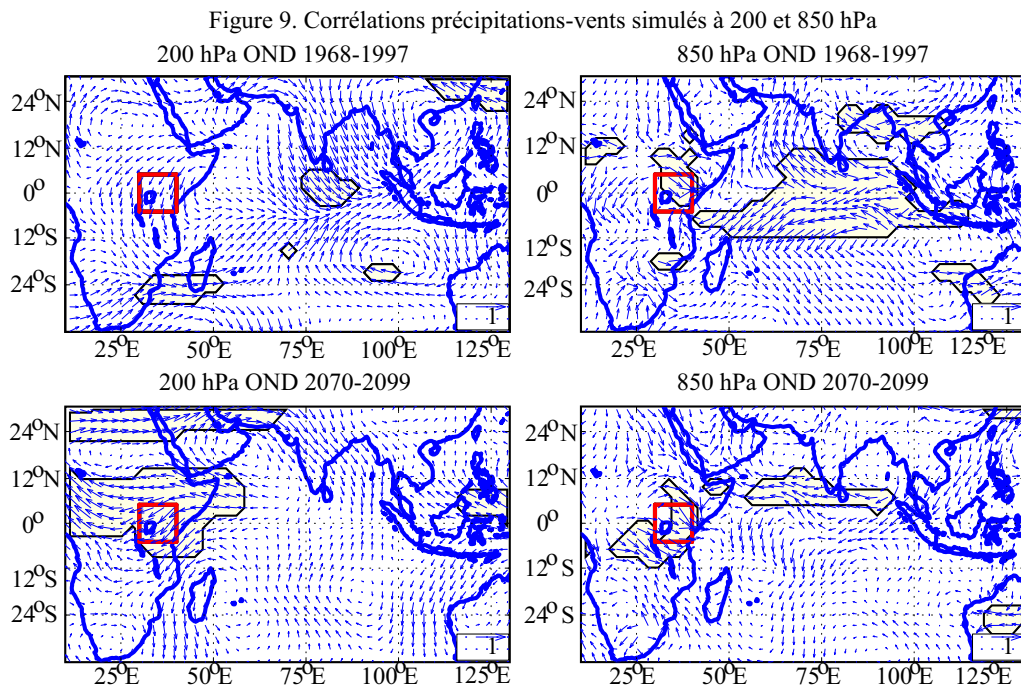 Figure 9. Corrélations précipitations-vents simulés à 200 et 850 hPa
200 hPa OND 1968-1997
850 hPa OND 1968-1997
24°N
12°N
0°
12°S
24°S
1
25°E
50°E
75°E
100°E
125°E
24°N
12°N
0°
12°S
24°S
1
25°E
50°E
75°E
100°E
125°E
200 hPa OND 2070-2099
850 hPa OND 2070-2099
24°N
12°N
0°
12°S
24°S
1
25°E
50°E
75°E
100°E
125°E
24°N
12°N
0°
12°S
24°S
1
25°E
50°E
75°E
100°E
125°E